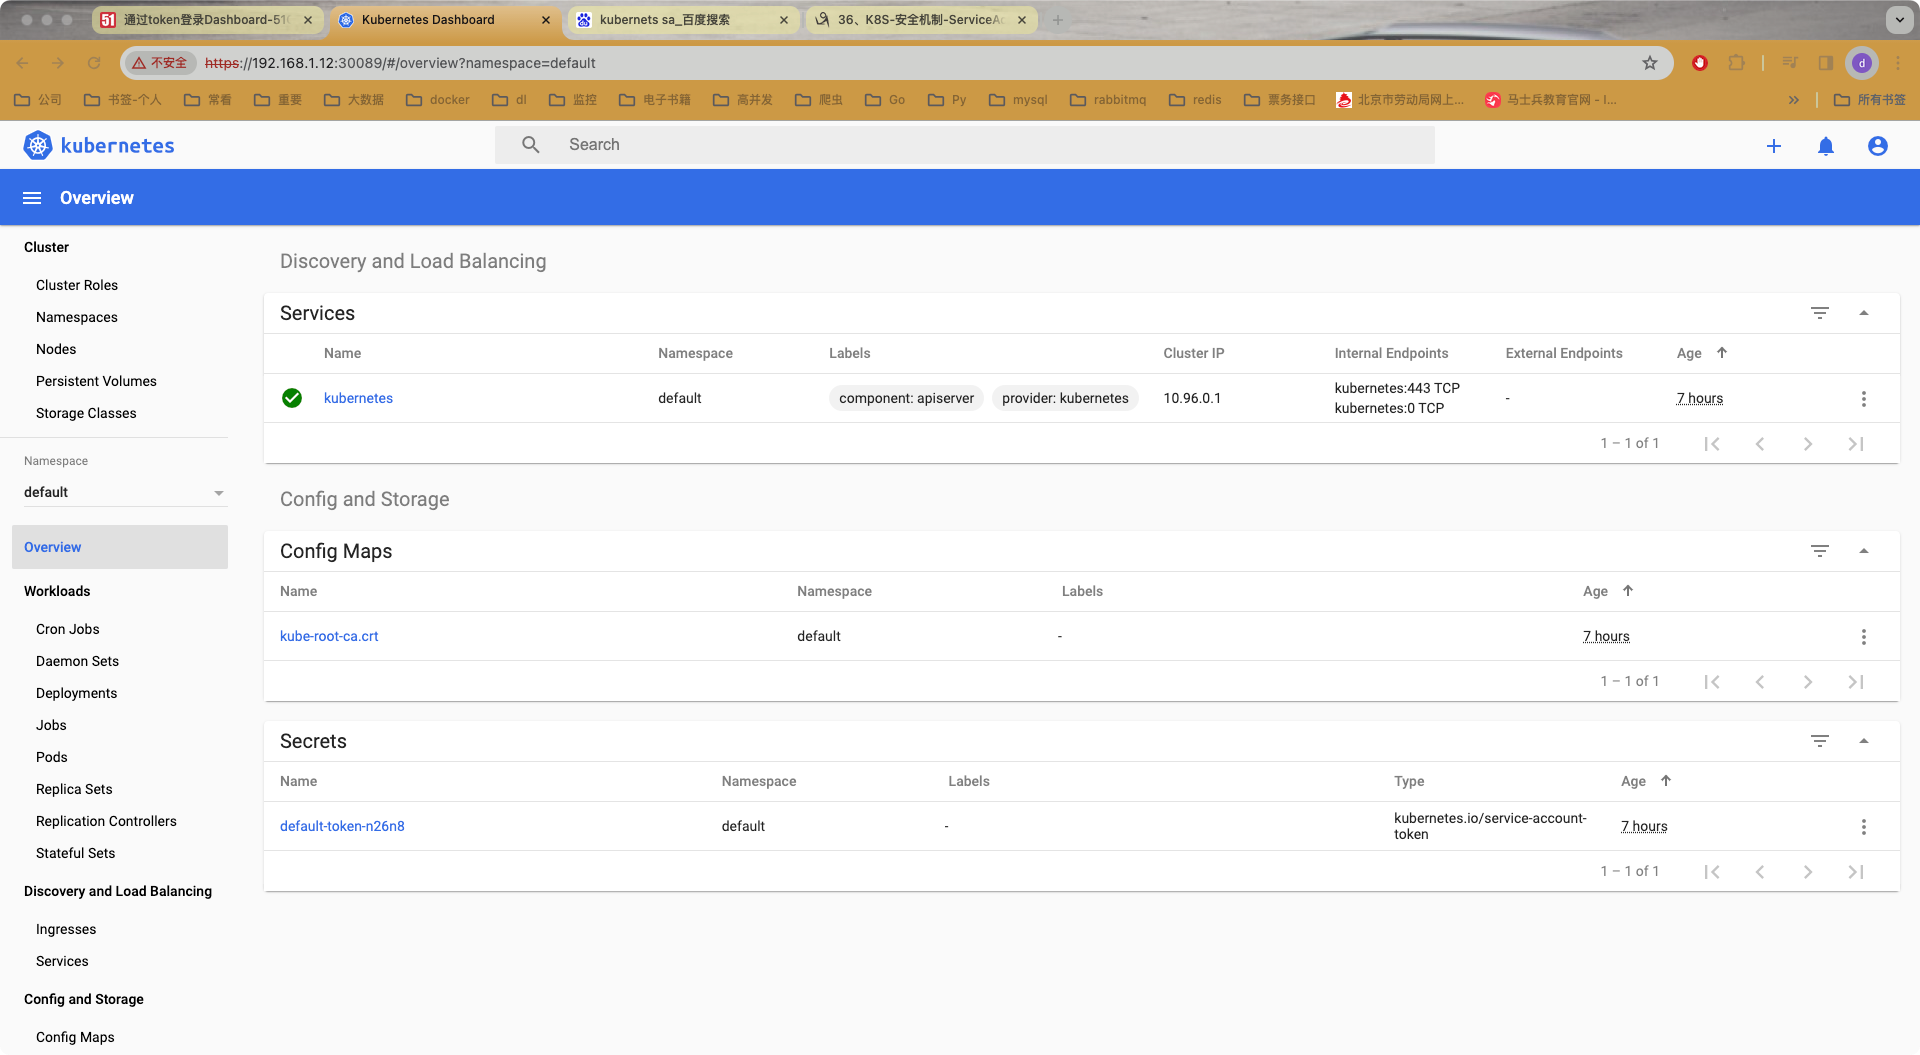 通过token登录Dashboard-51
Kubernetes Dashboard
kubernets sa_百度搜索
36、K8S-安全机制-ServiceAc
不安全 https://192.168.1.12:30089/#/overview?namespace=default
d
公司 书签-个人 常看 重要 大数据 docker dl 监控 电子书籍 高并发 爬虫 Go Py mysql rabbitmq redis 票务接口 北京市劳动局网上... 马士兵教育官网 - I... » 所有书签
kubernetes
Search
Overview
Cluster
Cluster Roles
Namespaces
Nodes
Persistent Volumes
Storage Classes
Namespace
default
Overview
Workloads
Cron Jobs
Daemon Sets
Deployments
Jobs
Pods
Replica Sets
Replication Controllers
Stateful Sets
Discovery and Load Balancing
Ingresses
Services
Config and Storage
Config Maps
Discovery and Load Balancing
Services
Name Namespace Labels Cluster IP Internal Endpoints External Endpoints Age
kubernetes default component: apiserver provider: kubernetes 10.96.0.1 kubernetes:443 TCP - 7 hours
kubernetes:0 TCP
1 – 1 of 1
Config and Storage
Config Maps
Name Namespace Labels Age
kube-root-ca.crt default - 7 hours
1 – 1 of 1
Secrets
Name Namespace Labels Type Age
default-token-n26n8 default - kubernetes.io/service-account- 7 hours
token
1 – 1 of 1